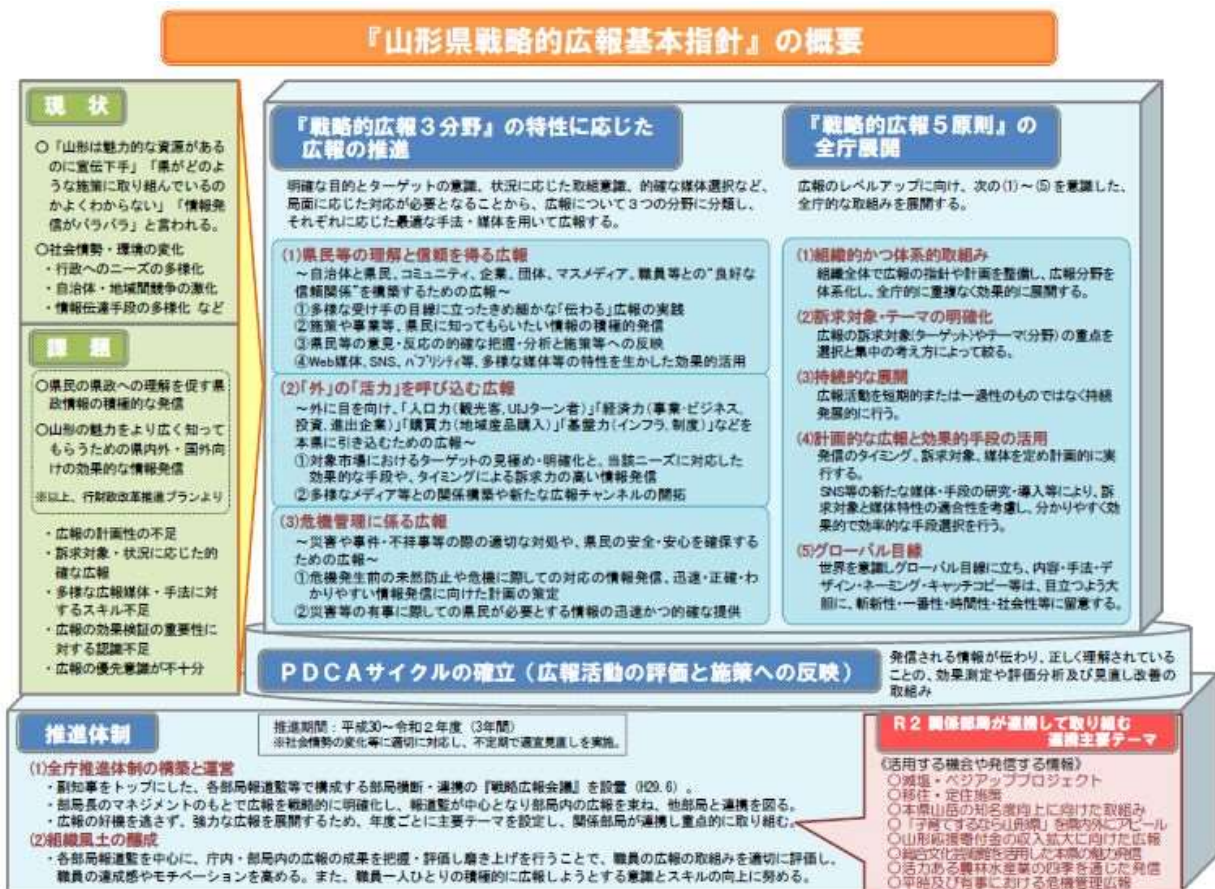 『山形県戦略的広報基本指針』の概要
現 状
○「山形は魅力的な資源がある
のに宣伝下手」「県がどのよ
うな施策に取り組んでいるの
かよくわからない」「情報発
信がバラバラ」と言われる。
○社会情勢・環境の変化
・行政へのニーズの多様化
・自治体・地域間競争の激化
・情報伝達手段の多様化 など
課 題
○県民の県政への理解を促す県
政情報の積極的な発信
○山形の魅力をより広く知って
もらうための県内外・国外向
けの効果的な情報発信
※以上、行財政改革推進プランより
・広報の計画性の不足
・訴求対象・状況に応じた的
確な広報
・多様な広報媒体・手法に対
するスキル不足
・広報の効果検証の重要性に
対する認識不足
・広報の優先意識が不十分
『戦略的広報3分野』の特性に応じた
広報の推進
明確な目的とターゲットの意識、状況に応じた取組意識、的確な媒体選択など、
局面に応じた対応が必要となることから、広報について3つの分野に分類し、
それぞれに応じた最適な手法・媒体を用いて広報する。
(1)県民等の理解と信頼を得る広報
～自治体と県民、コミュニティ、企業、団体、マスメディア、職員等との“良好な
信頼関係”を構築するための広報～
①多様な受け手の目線に立ったきめ細かな「伝わる」広報の実践
②施策や事業等、県民に知ってもらいたい情報の積極的発信
③県民等の意見・反応の的確な把握・分析と施策等への反映
④Web媒体、SNS、パブリシティ等、多様な媒体等の特性を生かした効果的活用
(2)「外」の「活力」を呼び込む広報
～外に目を向け、「人口力(観光客、UIJターン者)」「経済力(事業・ビジネス、
投資、進出企業)」「購買力(地域産品購入)」「基盤力(インフラ、制度)」などを
本県に引き込むための広報～
①対象市場におけるターゲットの見極め・明確化と、当該ニーズに対応した
効果的な手段や、タイミングによる訴求力の高い情報発信
②多様なメディア等との関係構築や新たな広報チャンネルの開拓
(3)危機管理に係る広報
～災害や事件・不祥事等の際の適切な対処や、県民の安全・安心を確保する
ための広報～
①危機発生前の未然防止や危機に際しての対応の情報発信、迅速・正確・わ
かりやすい情報発信に向けた計画の策定
②災害等の有事に際しての県民が必要とする情報の迅速かつ的確な提供
『戦略的広報5原則』の
全庁展開
広報のレベルアップに向け、次の(1)～(5)を意識した、
全庁的な取組みを展開する。
(1)組織的かつ体系的取組み
組織全体で広報の指針や計画を整備し、広報分野を
体系化し、全庁的に重複なく効果的に展開する。
(2)訴求対象・テーマの明確化
広報の訴求対象(ターゲット)やテーマ(分野)の重点を
選択と集中の考え方によって絞る。
(3)持続的な展開
広報活動を短期的または一過性のものではなく持続
発展的に行う。
(4)計画的な広報と効果的手段の活用
発信のタイミング、訴求対象、媒体を定め計画的に実
行する。
SNS等の新たな媒体・手段の研究・導入等により、訴
求対象と媒体特性の適合性を考慮し、分かりやすく効
果的で効率的な手段選択を行う。
(5)グローバル目線
世界を意識しグローバル目線に立ち、内容・手法・デ
ザイン・ネーミング・キャッチコピー等は、目立つよう大
胆に、斬新性・一番性・時間性・社会性等に留意する。
PDCAサイクルの確立(広報活動の評価と施策への反映)
発信される情報が伝わり、正しく理解されている
ことの、効果測定や評価分析及び見直し改善の
取組み
推進体制
推進期間：平成30～令和2年度(3年間)
※社会情勢の変化等に適切に対応し、不定期で適宜見直しを実施。
(1)全庁推進体制の構築と運営
・副知事をトップにした、各部局報道監等で構成する部局横断・連携の『戦略広報会議』を設置(H29.6)。
・部局長のマネジメントのもとで広報を戦略的に明確化し、報道監が中心となり部局内の広報を束ね、他部局と連携を図る。
・広報の好機を逃さず、強力な広報を展開するため、年度ごとに主要テーマを設定し、関係部局が連携し重点的に取り組む。
(2)組織風土の醸成
・各部局報道監を中心に、庁内・部局内の広報の成果を把握・評価し磨き上げを行うことで、職員の広報の取組みを適切に評価し、
職員の達成感やモチベーションを高める。また、職員一人ひとりの積極的に広報しようとする意識とスキルの向上に努める。
R2 関係部局が連携して取り組む
連携主要テーマ
《活用する機会や発信する情報》
○減塩・ベジアッププロジェクト
○移住・定住施策
○本県山岳の知名度向上に向けた取組み
○「子育てするなら山形県」を県内外にアピール
○山形応援寄付金の収入拡大に向けた広報
○総合文化芸術館を活用した本県の魅力発信
○活力ある農林水産業の四季を通じた発信
○平時及び有事における危機管理広報